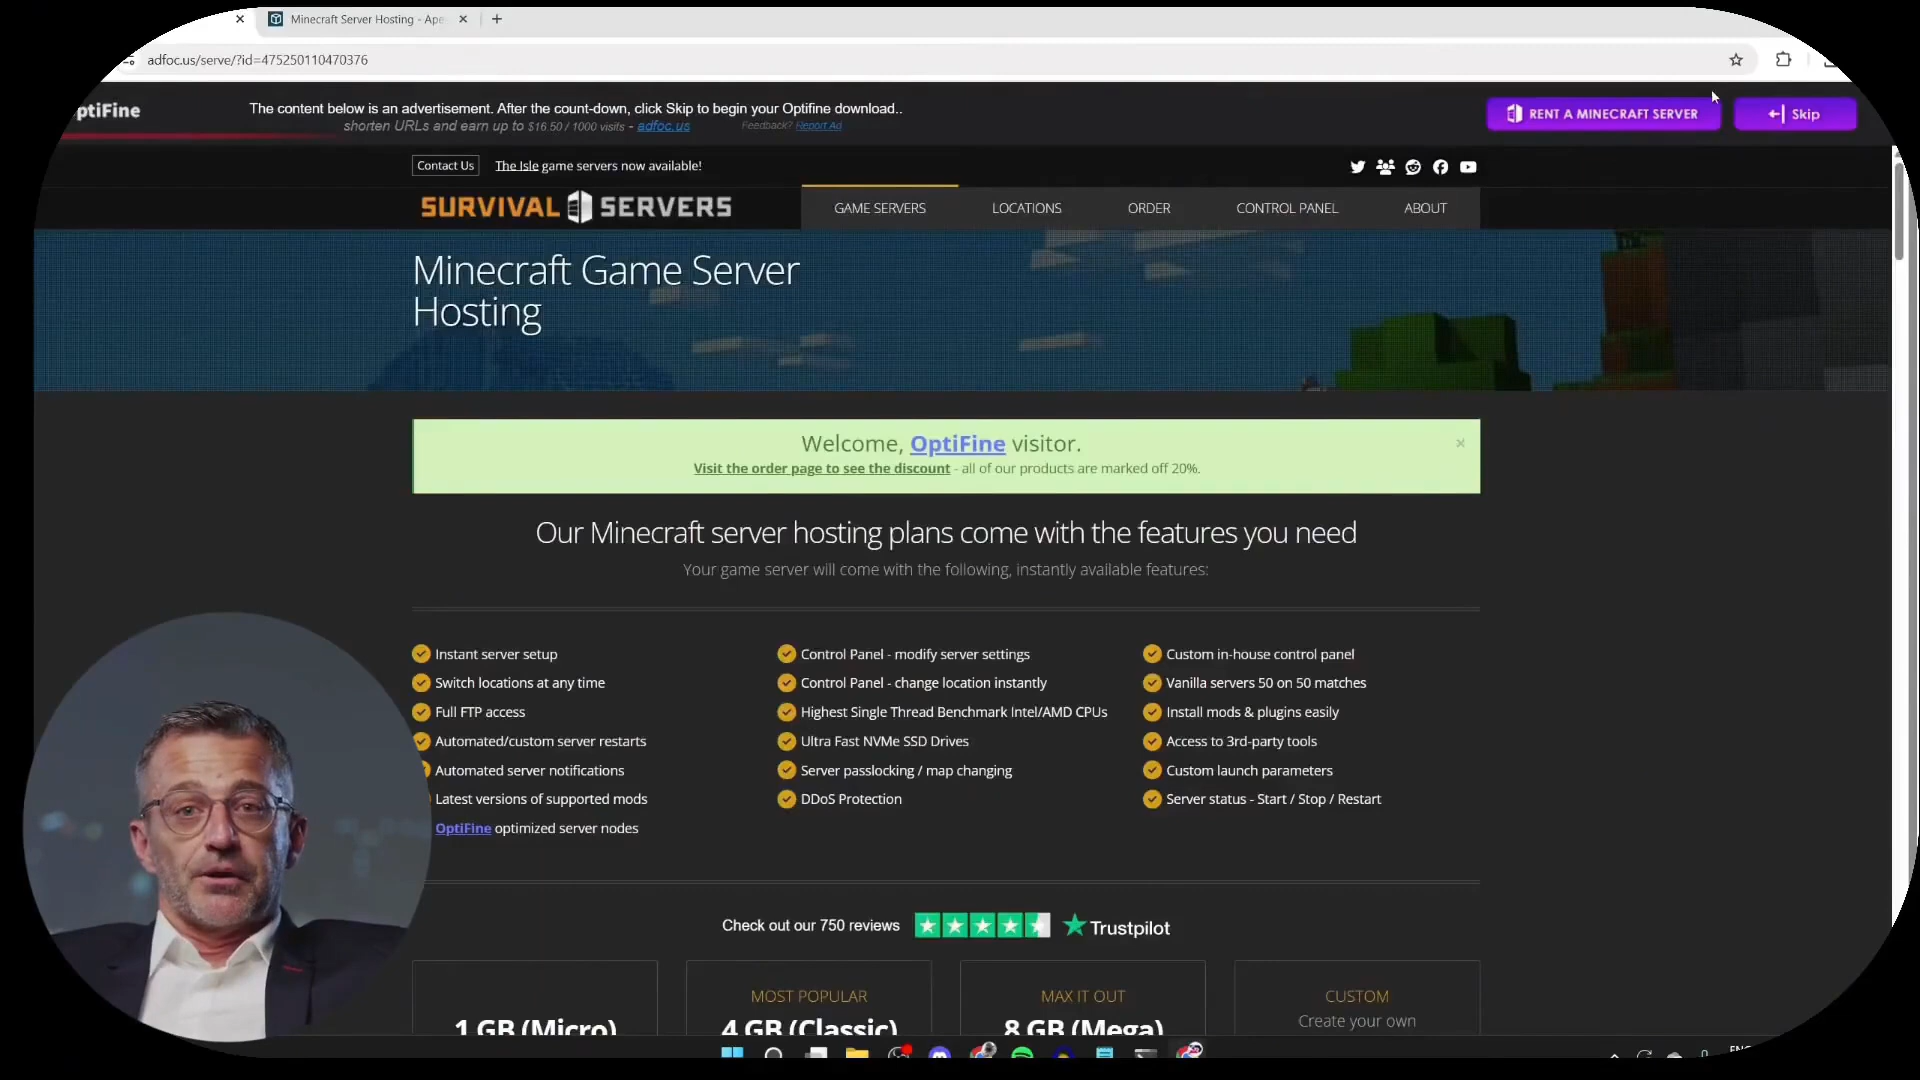 Minecraft Server Hosting - Ape
adfoc.us/serve/?id=475250110470376
ptiFine
The content below is an advertisement. After the count-down, click Skip to begin your Optifine download..
shorten URLs and earn up to $16.50 / 1000 visits - adfoc.us
Feedback? Report Ad
RENT A MINECRAFT SERVER
Skip
Contact Us
The Isle game servers now available!
SURVIVAL SERVERS
GAME SERVERS
LOCATIONS
ORDER
CONTROL PANEL
ABOUT
Minecraft Game Server
Hosting
Welcome, OptiFine visitor.
Visit the order page to see the discount - all of our products are marked off 20%.
Our Minecraft server hosting plans come with the features you need
Your game server will come with the following, instantly available features:
Instant server setup
Switch locations at any time
Full FTP access
Automated/custom server restarts
Automated server notifications
Latest versions of supported mods
OptiFine optimized server nodes
Control Panel - modify server settings
Control Panel - change location instantly
Highest Single Thread Benchmark Intel/AMD CPUs
Ultra Fast NVMe SSD Drives
Server passlocking / map changing
DDoS Protection
Custom in-house control panel
Vanilla servers 50 on 50 matches
Install mods & plugins easily
Access to 3rd-party tools
Custom launch parameters
Server status - Start / Stop / Restart
Check out our 750 reviews
Trustpilot
1 GB (Micro)
MOST POPULAR
4 GB (Classic)
MAX IT OUT
8 GB (Mega)
CUSTOM
Create your own